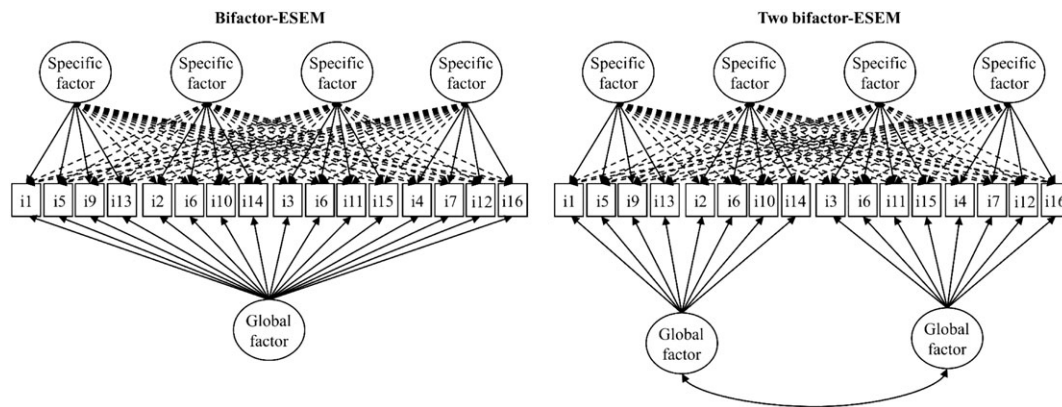 Bifactor-ESEM
Specific
factor
Specific
factor
Specific
factor
Specific
factor
i1 i5 i9 i13 i2 i6 i10 i14 i3 i6 i11 i15 i4 i7 i12 i16
Global
factor
Two bifactor-ESEM
Specific
factor
Specific
factor
Specific
factor
Specific
factor
i1 i5 i9 i13 i2 i6 i10 i14 i3 i6 i11 i15 i4 i7 i12 i16
Global
factor
Global
factor